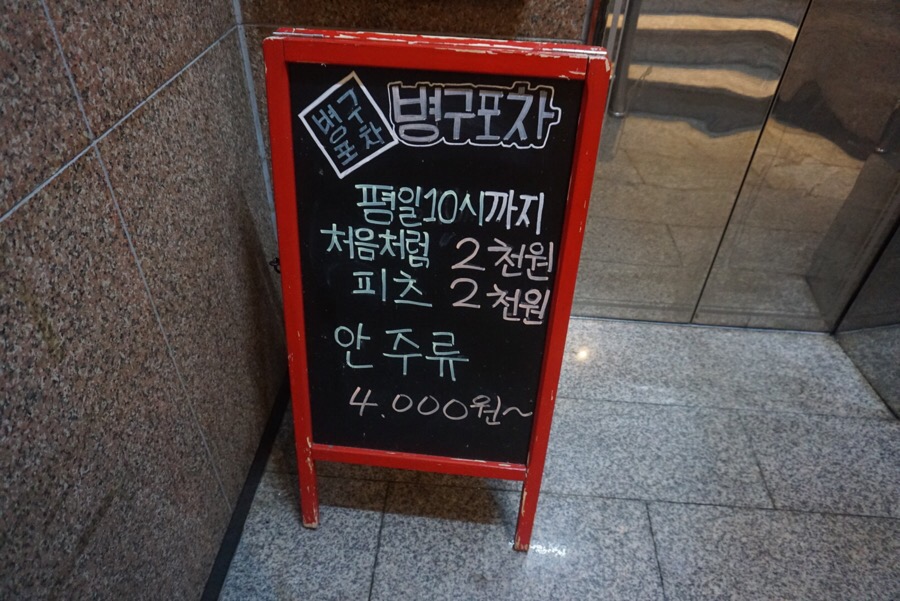 병구포차
병구포차
평일10시까지
처음처럼 2천원
피츠 2천원
안주류
4.000원~